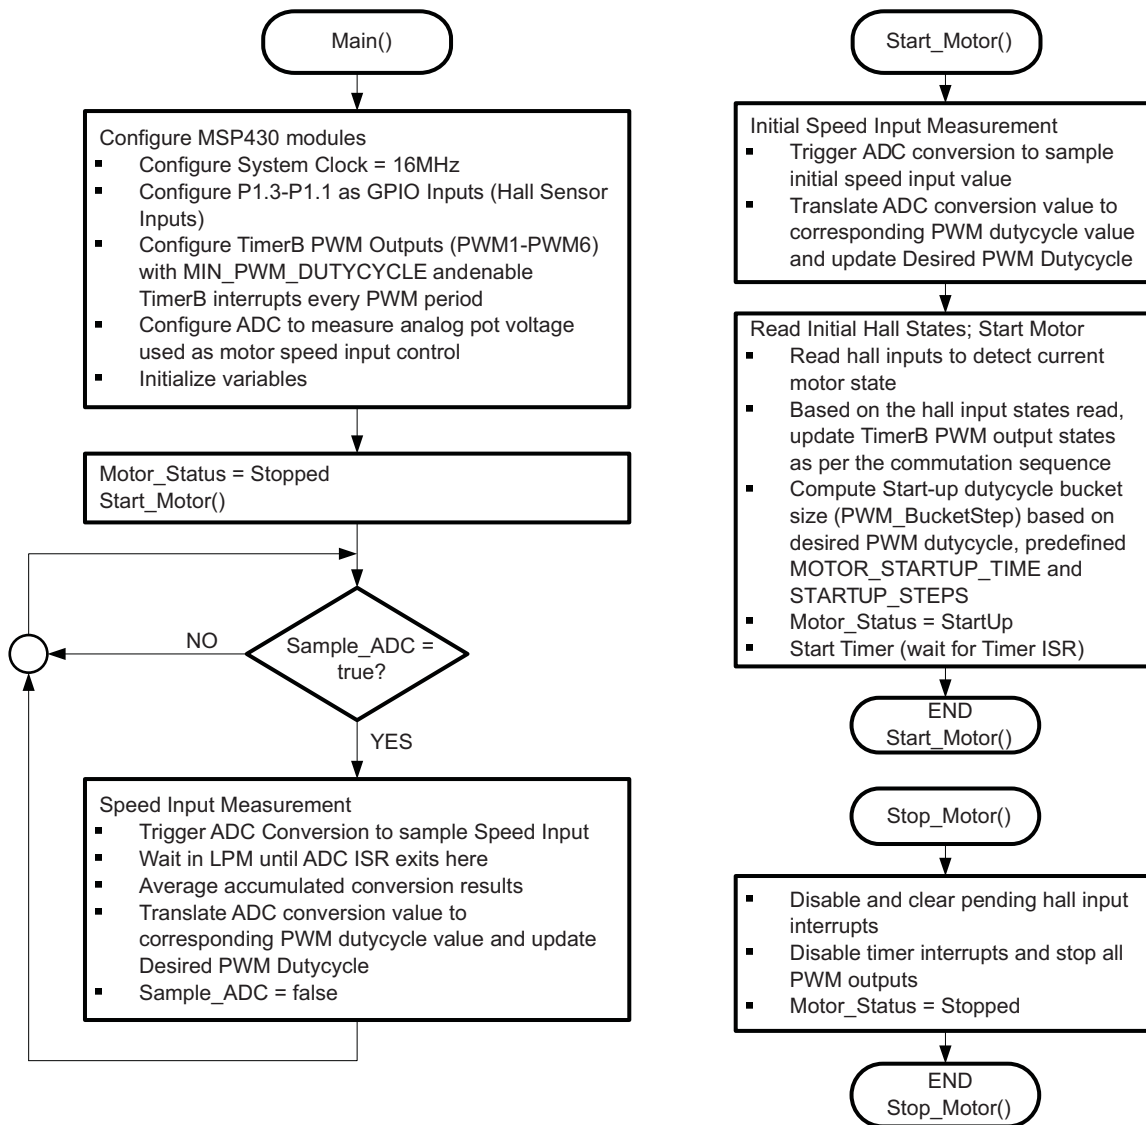 Main()
Configure MSP430 modules
▪ Configure System Clock = 16MHz
▪ Configure P1.3-P1.1 as GPIO Inputs (Hall Sensor
Inputs)
▪ Configure TimerB PWM Outputs (PWM1-PWM6)
with MIN_PWM_DUTYCYCLE andenable
TimerB interrupts every PWM period
▪ Configure ADC to measure analog pot voltage
used as motor speed input control
▪ Initialize variables
Motor_Status = Stopped
Start_Motor()
Sample_ADC =
true?
NO
YES
Speed Input Measurement
▪ Trigger ADC Conversion to sample Speed Input
▪ Wait in LPM until ADC ISR exits here
▪ Average accumulated conversion results
▪ Translate ADC conversion value to
corresponding PWM dutycycle value and update
Desired PWM Dutycycle
▪ Sample_ADC = false
Start_Motor()
Initial Speed Input Measurement
▪ Trigger ADC conversion to sample
initial speed input value
▪ Translate ADC conversion value to
corresponding PWM dutycycle value
and update Desired PWM Dutycycle
Read Initial Hall States; Start Motor
▪ Read hall inputs to detect current
motor state
▪ Based on the hall input states read,
update TimerB PWM output states
as per the commutation sequence
▪ Compute Start-up dutycycle bucket
size (PWM_BucketStep) based on
desired PWM dutycycle, predefined
MOTOR_STARTUP_TIME and
STARTUP_STEPS
▪ Motor_Status = StartUp
▪ Start Timer (wait for Timer ISR)
END
Start_Motor()
Stop_Motor()
▪ Disable and clear pending hall input
interrupts
▪ Disable timer interrupts and stop all
PWM outputs
▪ Motor_Status = Stopped
END
Stop_Motor()